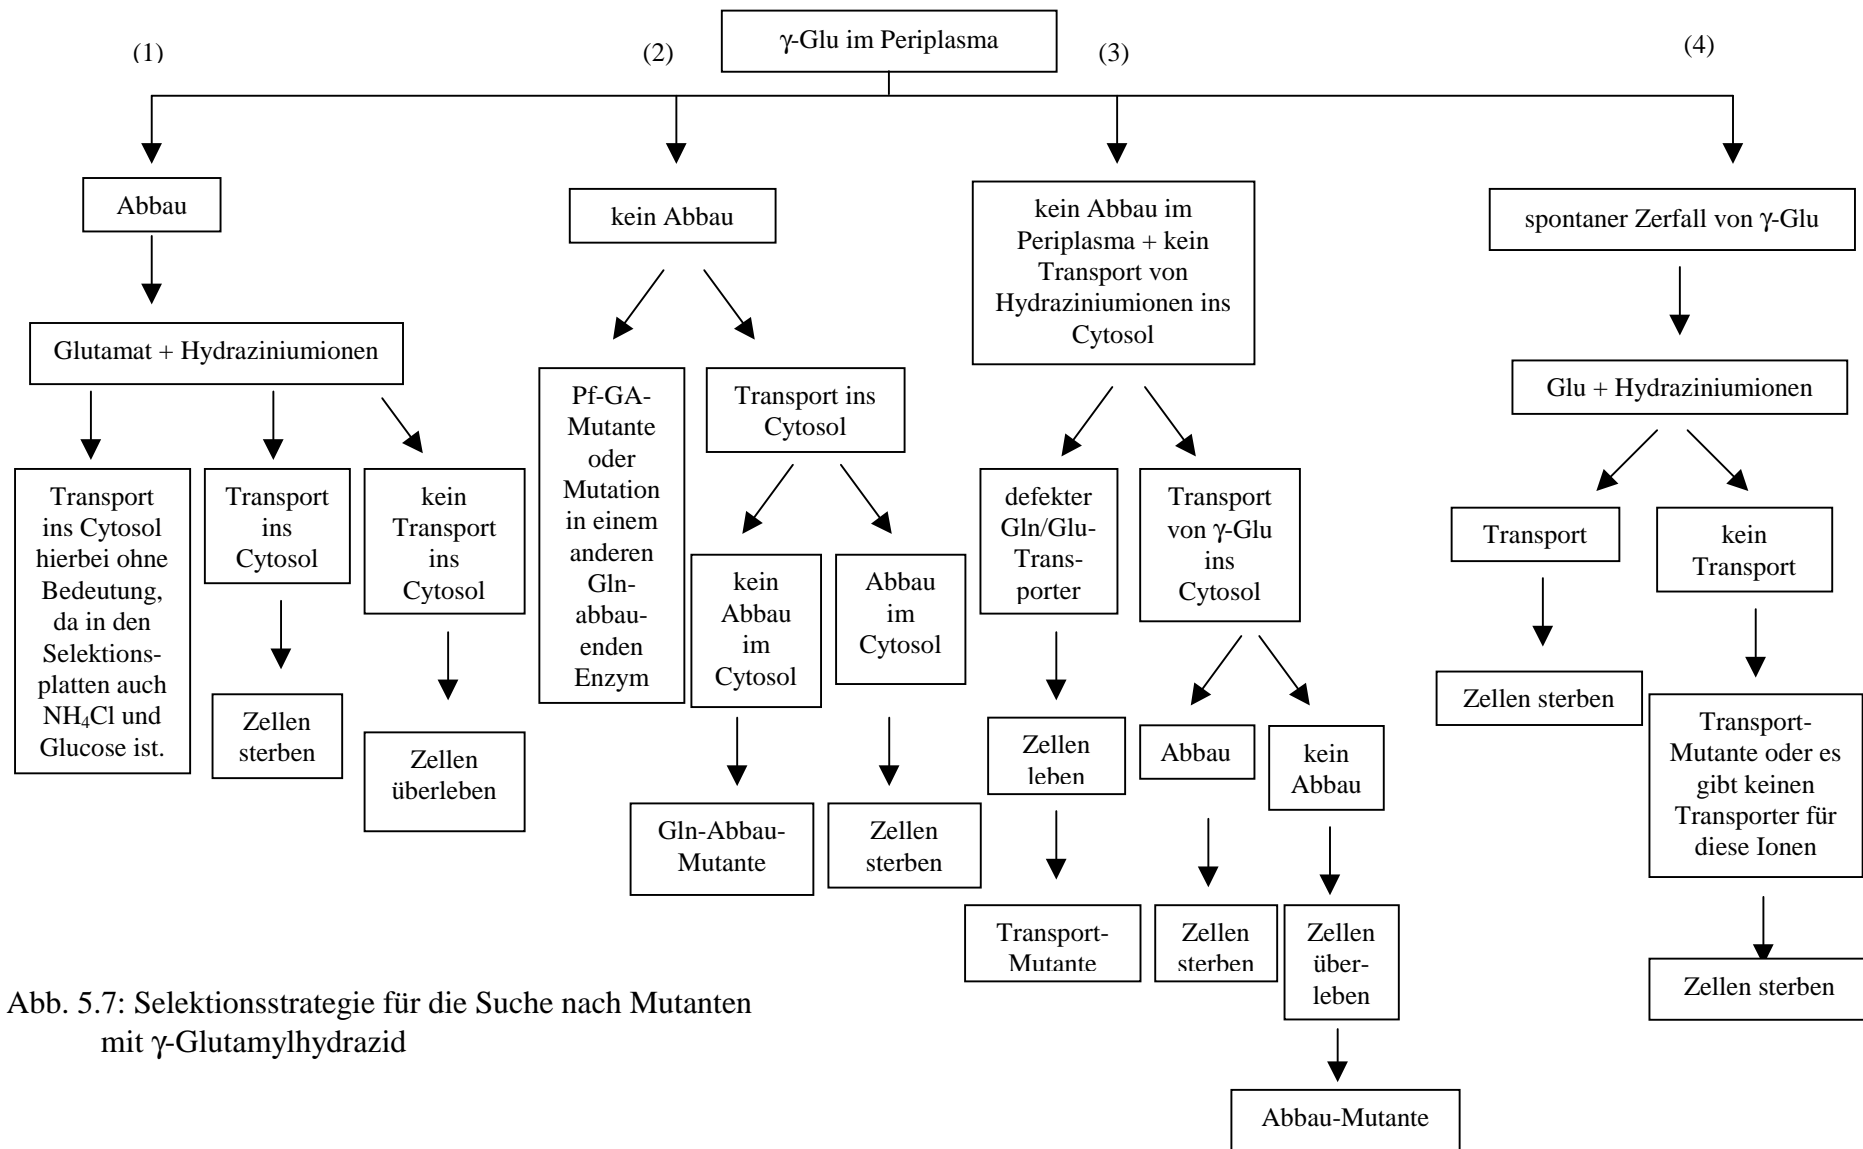 γ-Glu im Periplasma
(1)
(2)
(3)
(4)
Abbau
Glutamat + Hydraziniumionen
Transport
ins Cytosol
hierbei ohne
Bedeutung,
da in den
Selektions-
platten auch
NH₄Cl und
Glucose ist.
Transport
ins
Cytosol
Zellen
sterben
kein
Transport
ins
Cytosol
Zellen
überleben
kein Abbau
Pf-GA-
Mutante
oder
Mutation
in einem
anderen
Gln-
abbau-
enden
Enzym
Transport ins
Cytosol
kein
Abbau
im
Cytosol
Gln-Abbau-
Mutante
Abbau
im
Cytosol
Zellen
sterben
kein Abbau im
Periplasma + kein
Transport von
Hydraziniumionen ins
Cytosol
defekter
Gln/Glu-
Trans-
porter
Zellen
leben
Transport-
Mutante
Transport
von γ-Glu
ins
Cytosol
Abbau
Zellen
sterben
kein
Abbau
Zellen
über-
leben
Abbau-Mutante
spontaner Zerfall von γ-Glu
Glu + Hydraziniumionen
Transport
Zellen sterben
kein
Transport
Transport-
Mutante oder es
gibt keinen
Transporter für
diese Ionen
Zellen sterben
Abb. 5.7: Selektionsstrategie für die Suche nach Mutanten
mit γ-Glutamylhydrazid